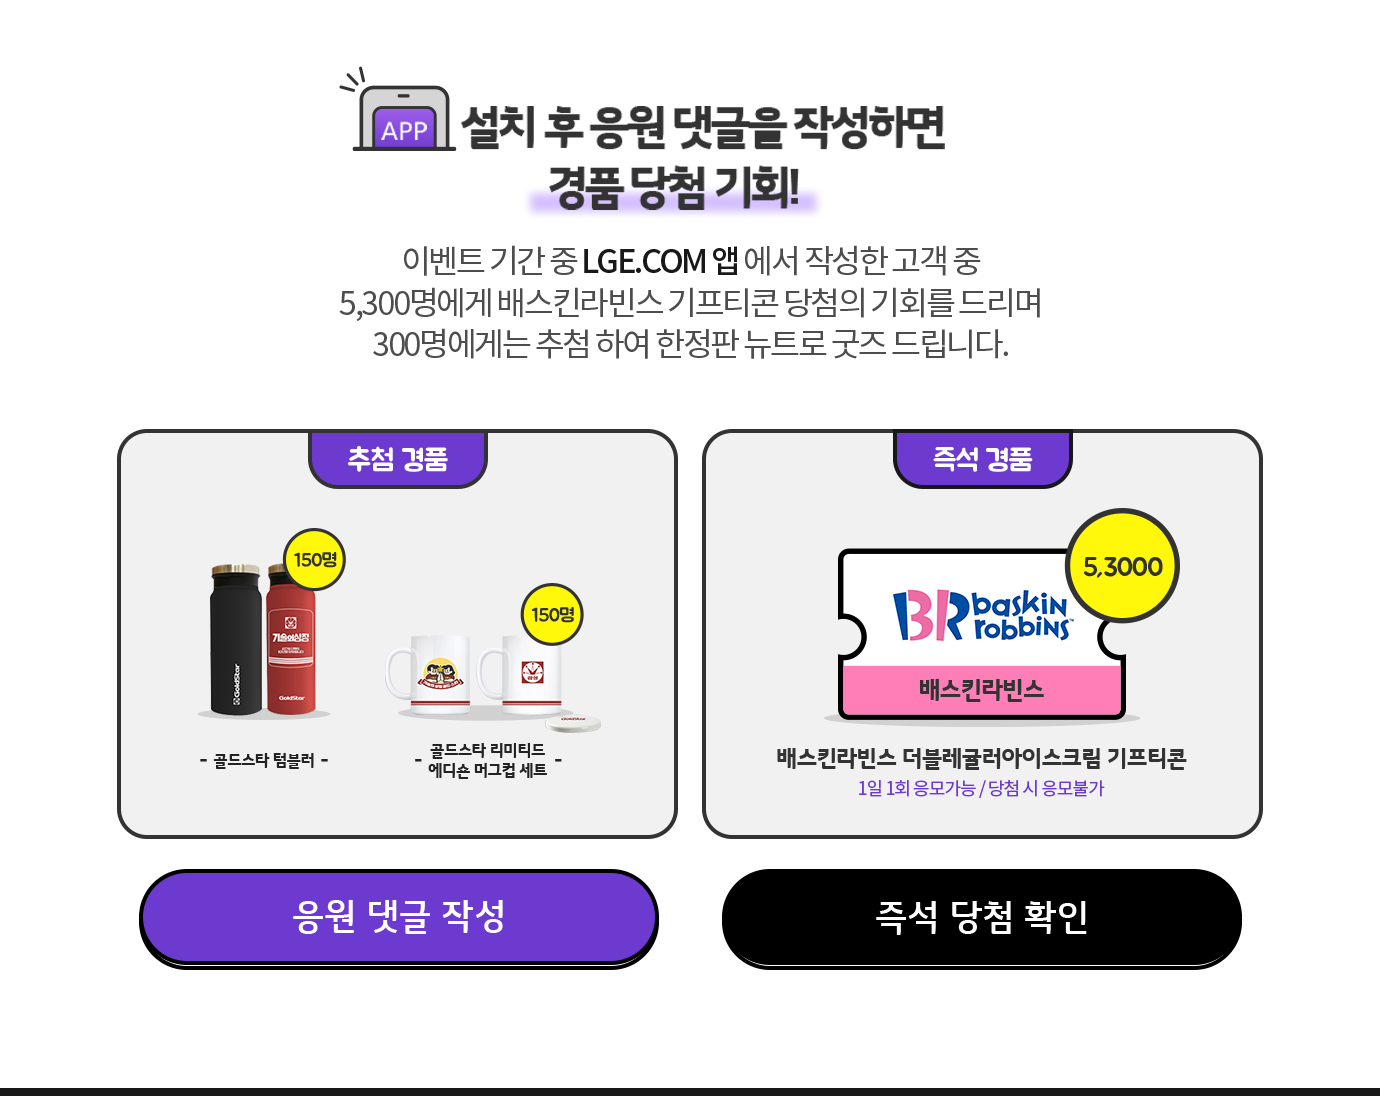 APP 설치 후 응원 댓글을 작성하면
경품 당첨 기회!
이벤트 기간 중 LGE.COM 앱 에서 작성한 고객 중
5,300명에게 배스킨라빈스 기프티콘 당첨의 기회를 드리며
300명에게는 추첨 하여 한정판 뉴트로 굿즈 드립니다.
추첨 경품
150명
150명
GoldStar
기술의상징
GoldStar
GoldStar
- 골드스타 텀블러 -
- 골드스타 리미티드
에디숀 머그컵 세트 -
즉석 경품
5,3000
BR baskin
robbins
배스킨라빈스
배스킨라빈스 더블레귤러아이스크림 기프티콘
1일 1회 응모가능 / 당첨 시 응모불가
응원 댓글 작성
즉석 당첨 확인